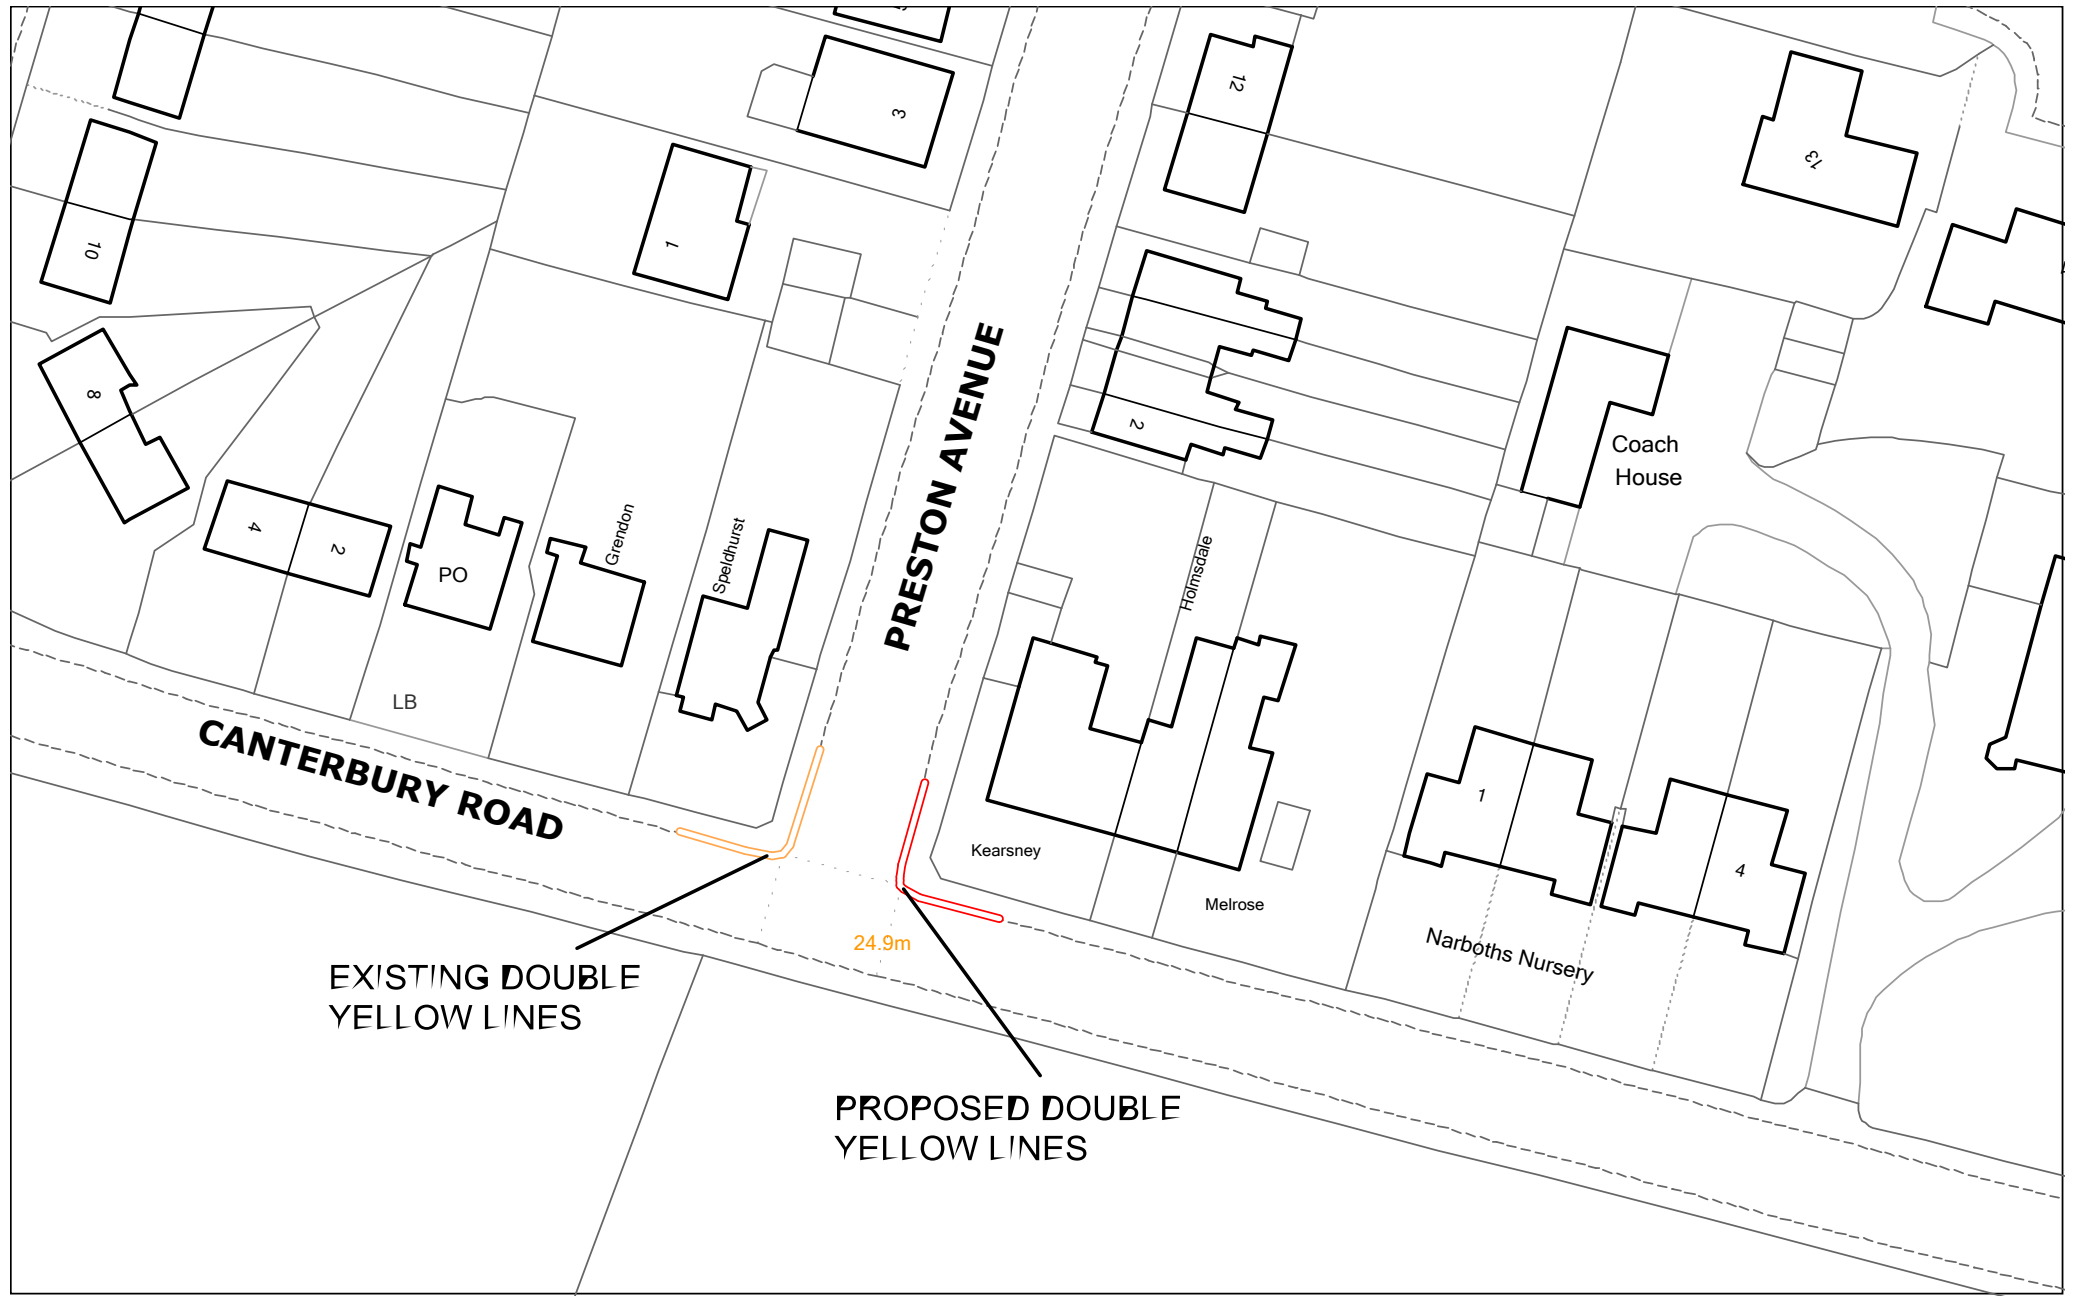 3
12
13
10
1
8
2
4
2
PO
Grendon
Speldhurst
PRESTON AVENUE
Coach
House
Holmsdale
LB
CANTERBURY ROAD
1
Kearsney
Melrose
4
24.9m
Narboths Nursery
EXISTING DOUBLE
YELLOW LINES
PROPOSED DOUBLE
YELLOW LINES